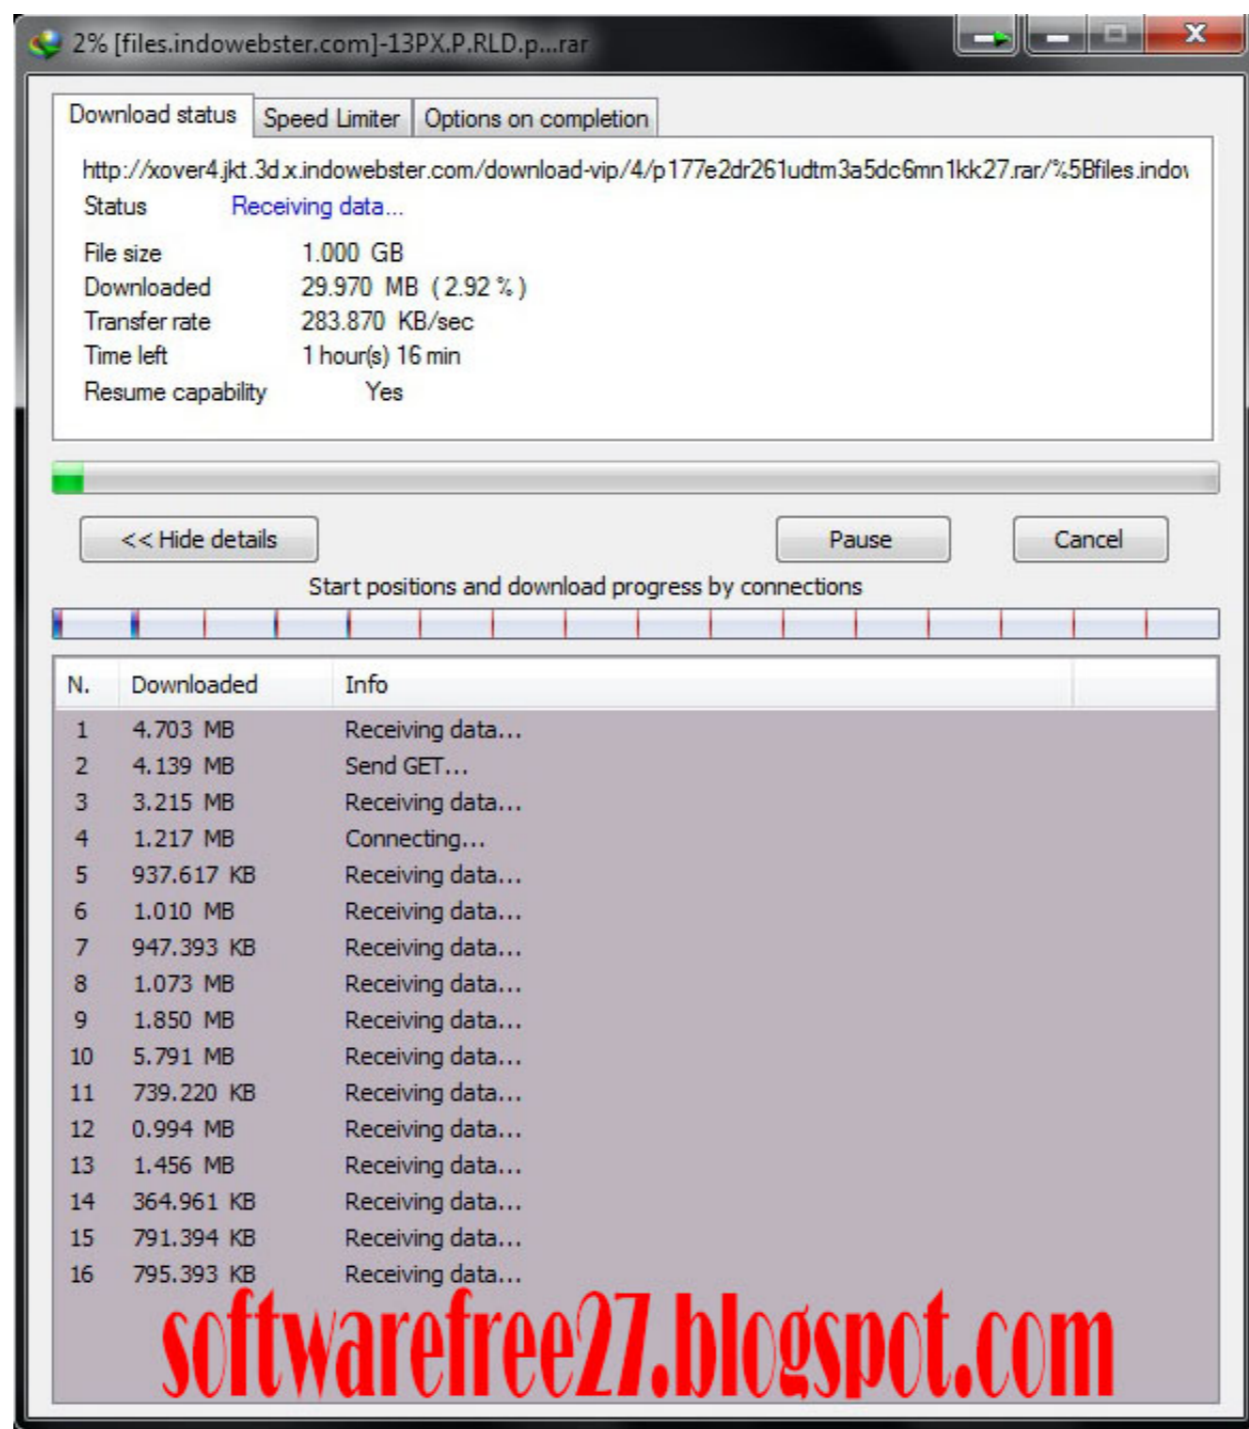 2% [files.indowebster.com]-13PX.P.RLD.p...rar
Download status Speed Limiter Options on completion
http://xover4.jkt.3d.x.indowebster.com/download-vip/4/p177e2dr261udtm3a5dc6mn1kk27.rar/%5Bfiles.indow
Status Receiving data...
File size 1.000 GB
Downloaded 29.970 MB ( 2.92 % )
Transfer rate 283.870 KB/sec
Time left 1 hour(s) 16 min
Resume capability Yes
<< Hide details Pause Cancel
Start positions and download progress by connections
N. Downloaded Info
1 4.703 MB Receiving data...
2 4.139 MB Send GET...
3 3.215 MB Receiving data...
4 1.217 MB Connecting...
5 937.617 KB Receiving data...
6 1.010 MB Receiving data...
7 947.393 KB Receiving data...
8 1.073 MB Receiving data...
9 1.850 MB Receiving data...
10 5.791 MB Receiving data...
11 739.220 KB Receiving data...
12 0.994 MB Receiving data...
13 1.456 MB Receiving data...
14 364.961 KB Receiving data...
15 791.394 KB Receiving data...
16 795.393 KB Receiving data...
softwarefree27.blogspot.com